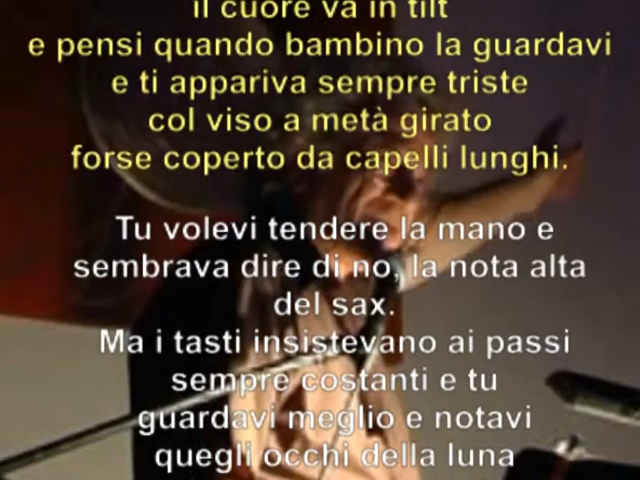 il cuore va in tilt
e pensi quando bambino la guardavi
e ti appariva sempre triste
col viso a metà girato
forse coperto da capelli lunghi.
Tu volevi tendere la mano e
sembrava dire di no, la nota alta
del sax.
Ma i tasti insistevano ai passi
sempre costanti e tu
guardavi meglio e notavi
quegli occhi della luna